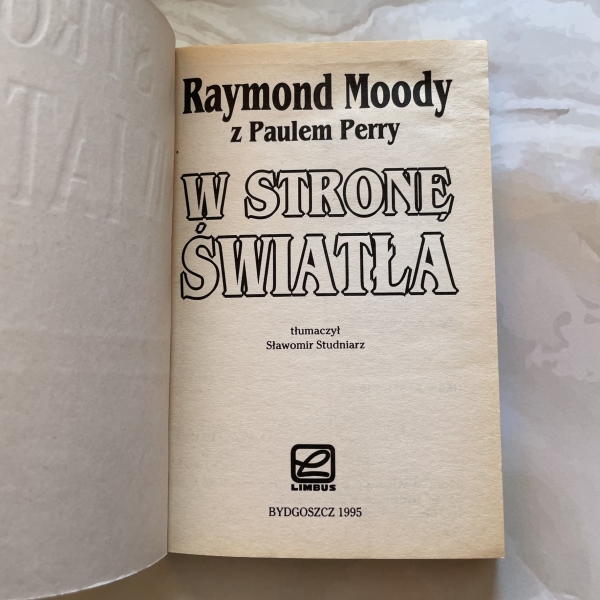 Raymond Moody
z Paulem Perry
W STRONĘ
ŚWIATŁA
tłumaczył
Sławomir Studniarz
LIMBUS
BYDGOSZCZ 1995